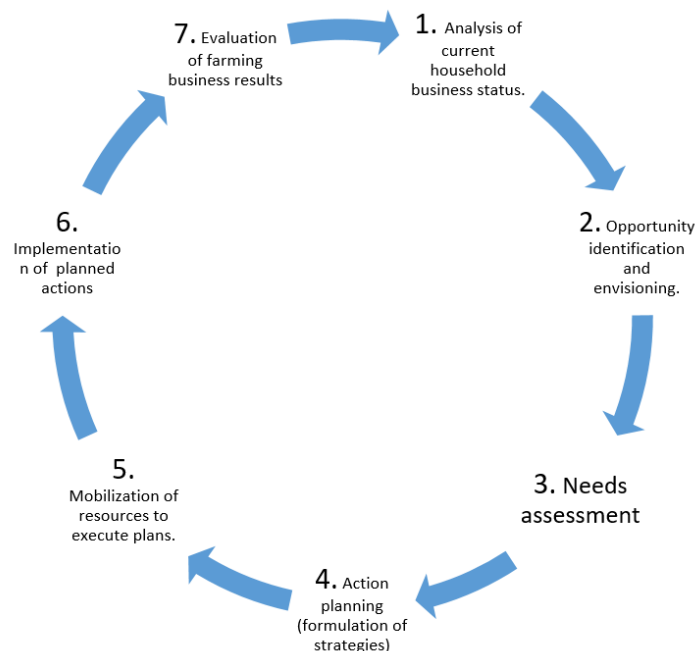 1. Analysis of
current
household
business status.
2. Opportunity
identification
and
envisioning.
3. Needs
assessment
4. Action
planning
(formulation of
strategies)
5.
Mobilization of
resources to
execute plans.
6.
Implementatio
n of planned
actions
7. Evaluation
of farming
business results